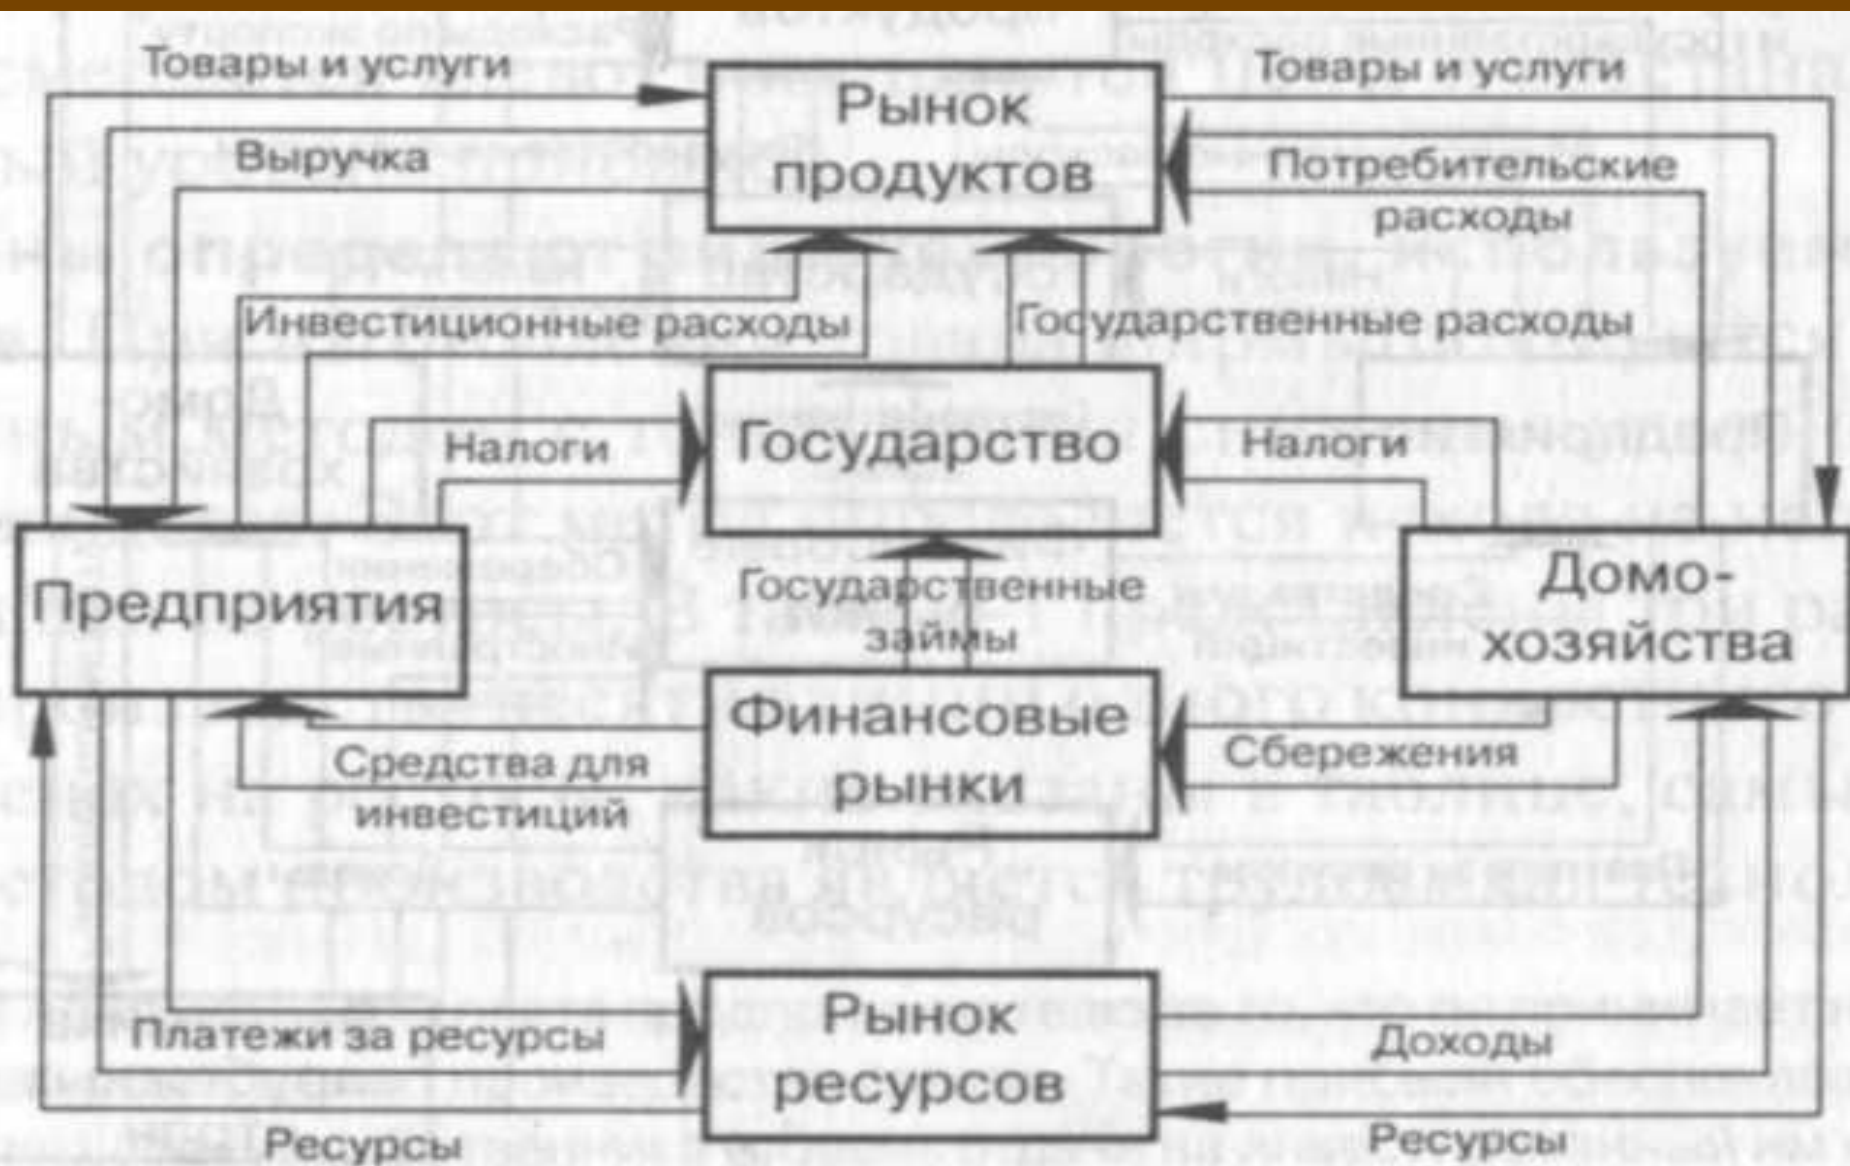 Товары и услуги
Товары и услуги
Рынок
продуктов
Выручка
Потребительские
расходы
Инвестиционные расходы
Государственные расходы
Налоги
Государство
Налоги
Предприятия
Государственные
займы
Домо-
хозяйства
Финансовые
рынки
Средства для
инвестиций
Сбережения
Рынок
ресурсов
Платежи за ресурсы
Доходы
Ресурсы
Ресурсы